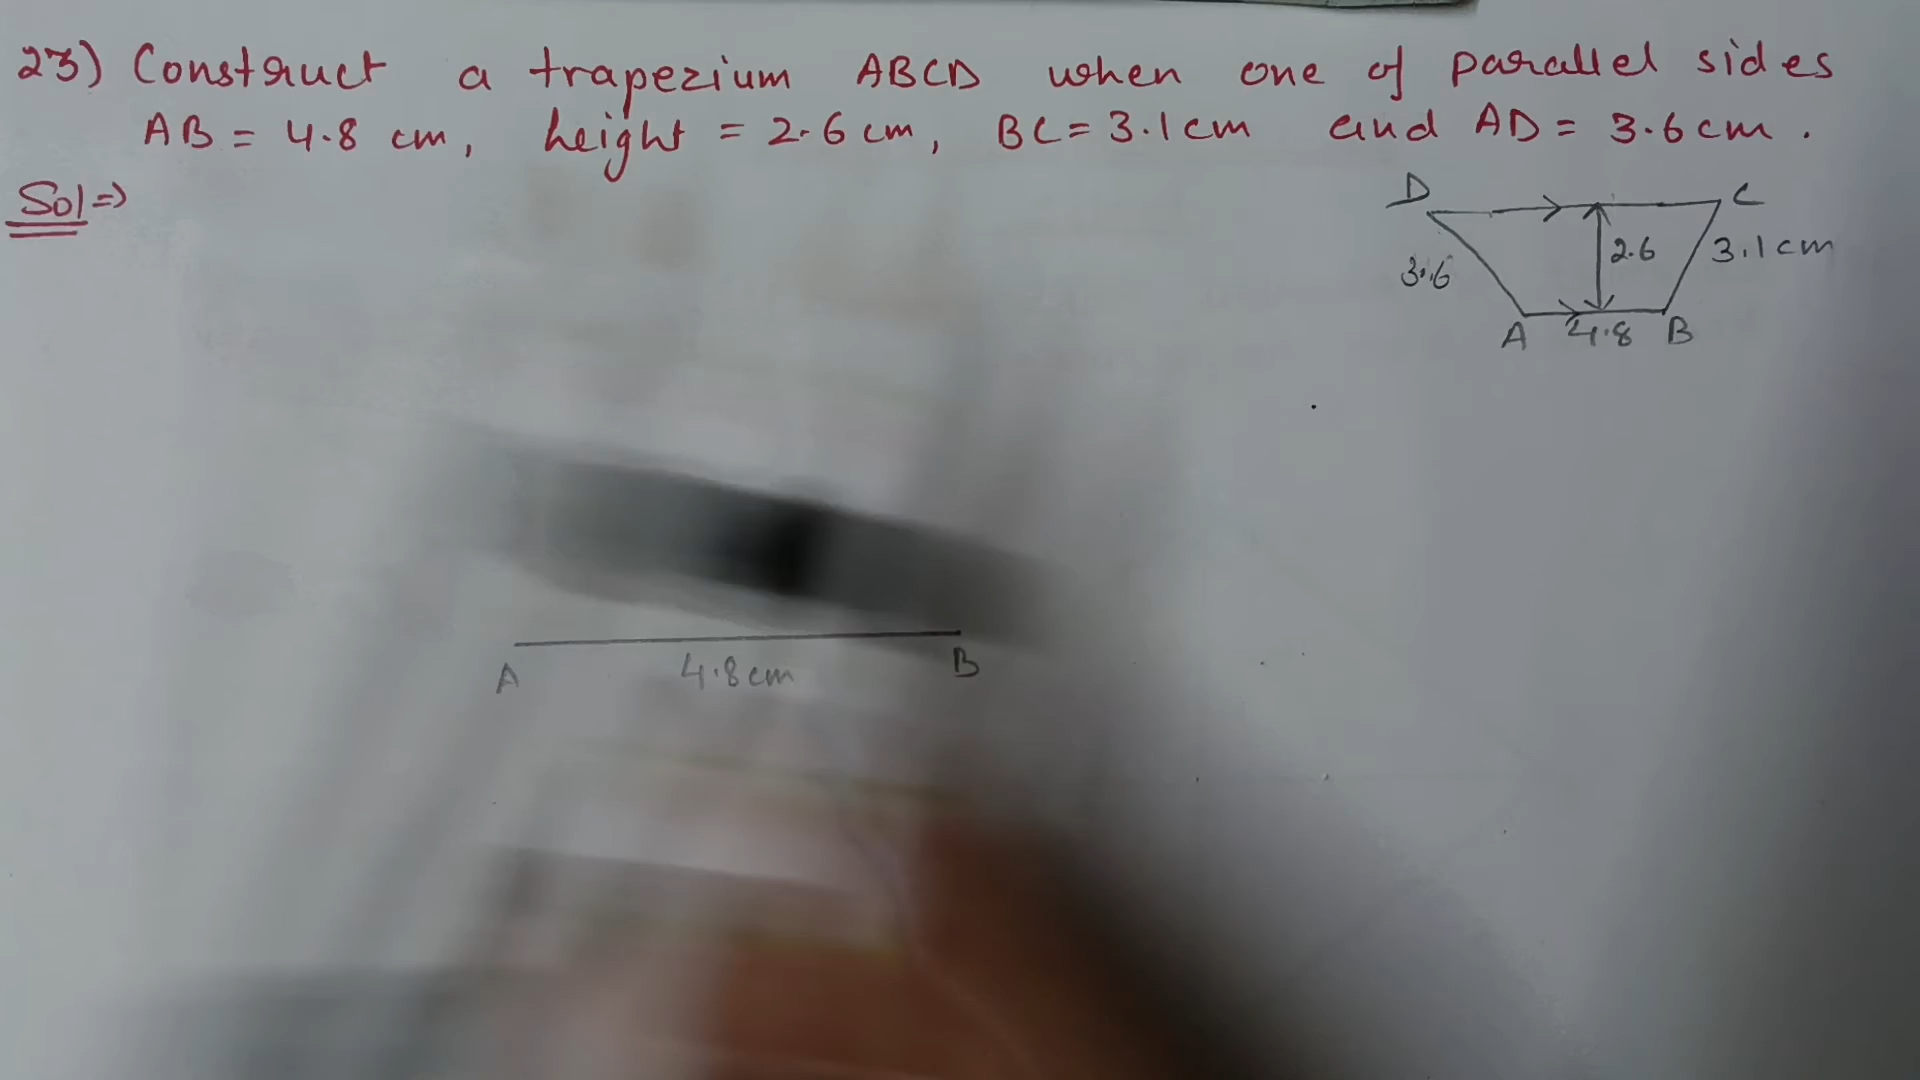 23) Construct a trapezium ABCD when one of parallel sides
AB = 4.8 cm, height = 2.6 cm, BC = 3.1 cm and AD = 3.6 cm.
Sol ⇒
D C
3.6 2.6 3.1 cm
A 4.8 B
A 4.8 cm B